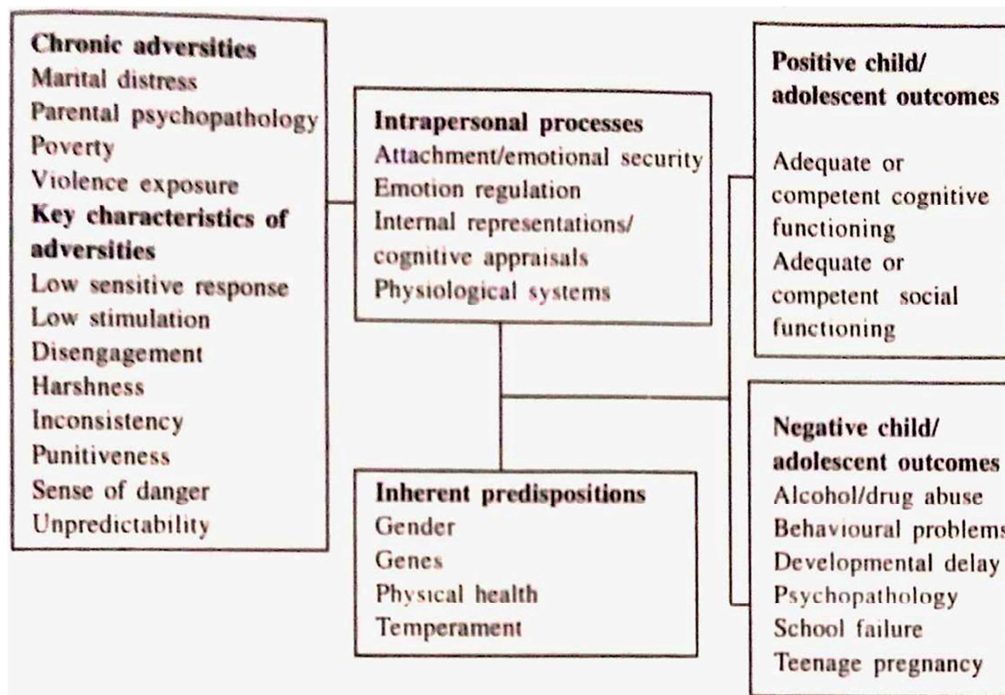 Chronic adversities
Marital distress
Parental psychopathology
Poverty
Violence exposure
Key characteristics of
adversities
Low sensitive response
Low stimulation
Disengagement
Harshness
Inconsistency
Punitiveness
Sense of danger
Unpredictability
Intrapersonal processes
Attachment/emotional security
Emotion regulation
Internal representations/
cognitive appraisals
Physiological systems
Inherent predispositions
Gender
Genes
Physical health
Temperament
Positive child/
adolescent outcomes
Adequate or
competent cognitive
functioning
Adequate or
competent social
functioning
Negative child/
adolescent outcomes
Alcohol/drug abuse
Behavioural problems
Developmental delay
Psychopathology
School failure
Teenage pregnancy